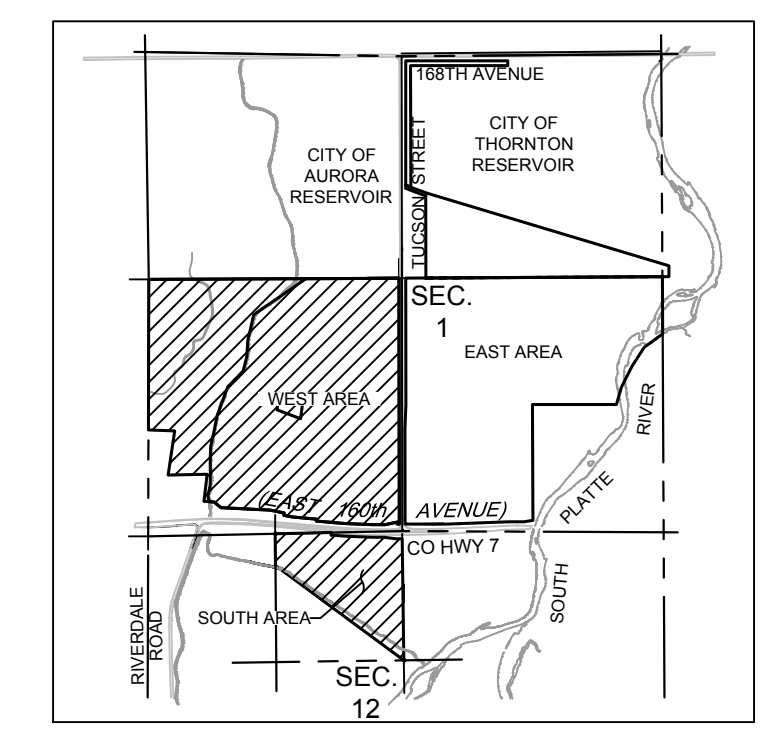 168TH AVENUE
CITY OF
THORNTON
RESERVOIR
CITY OF
AURORA
RESERVOIR
TUCSON STREET
SEC.
1
EAST AREA
WEST AREA
RIVER
PLATTE
SOUTH
(EAST 160th AVENUE)
CO HWY 7
SOUTH AREA
RIVERDALE
ROAD
SEC.
12